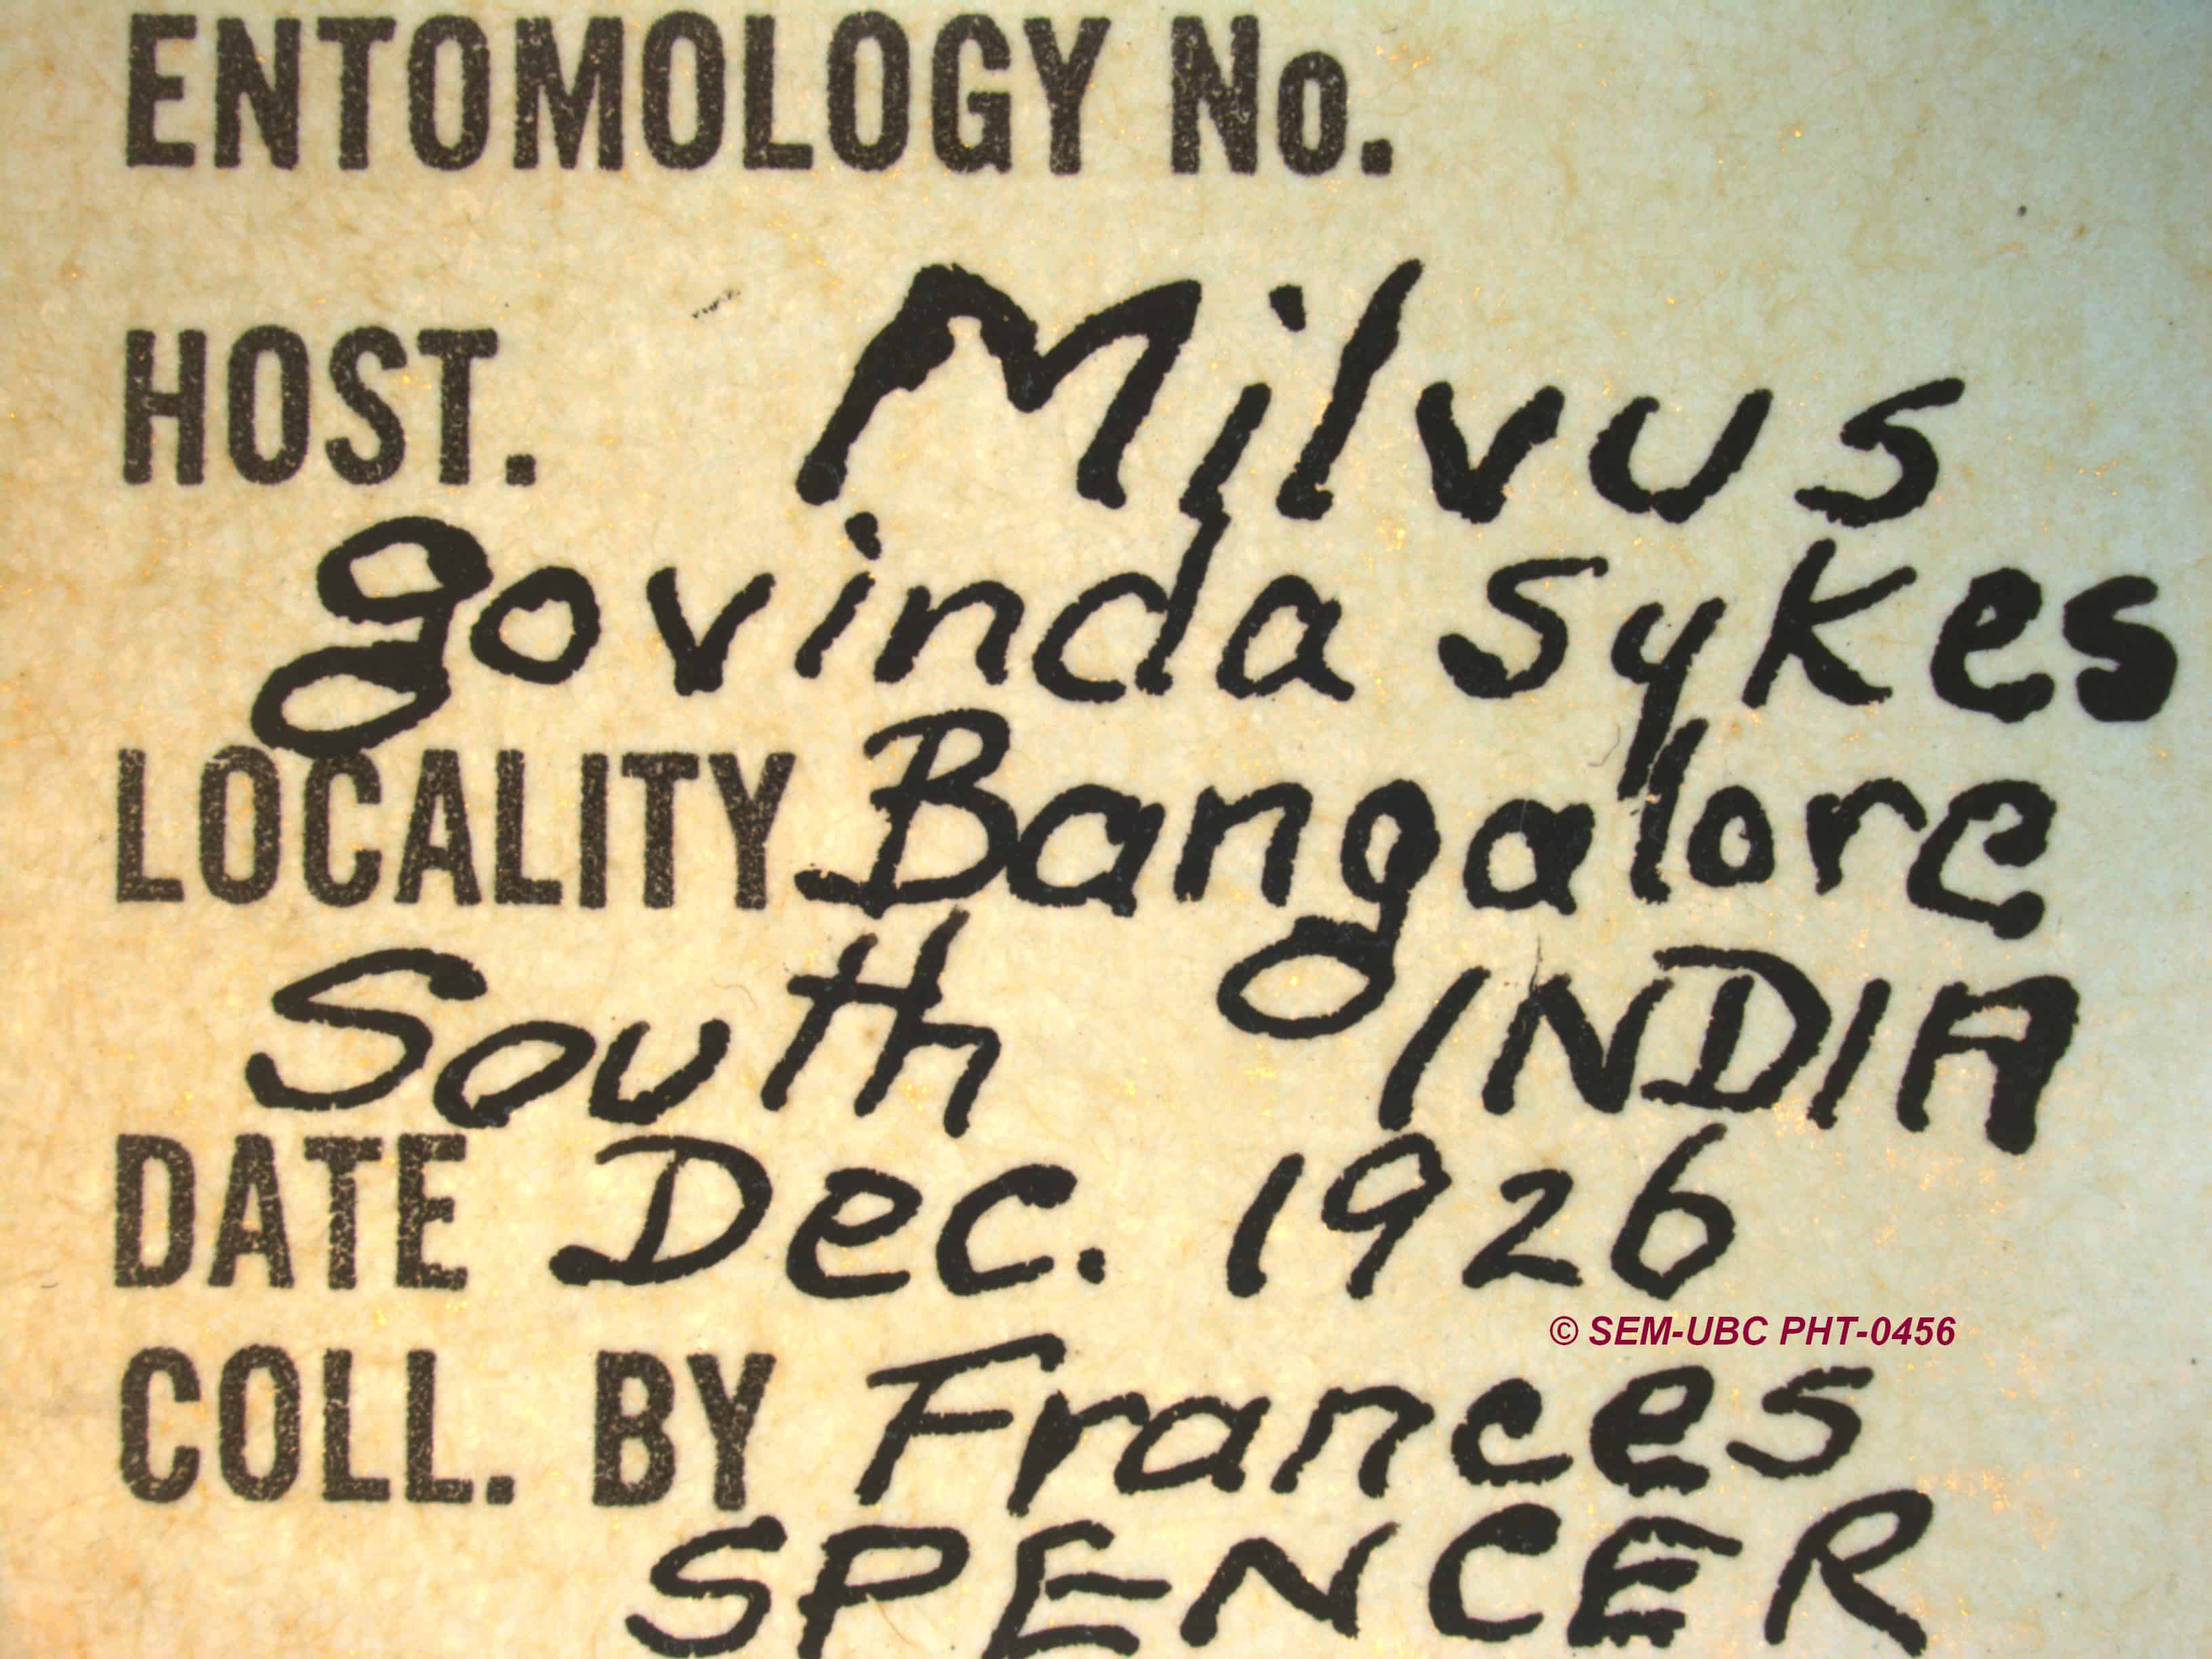 ENTOMOLOGY No.
HOST. Milvus
govinda Sykes
LOCALITY Bangalore
South INDIA
DATE Dec. 1926
© SEM-UBC PHT-0456
COLL. BY Frances
SPENCER